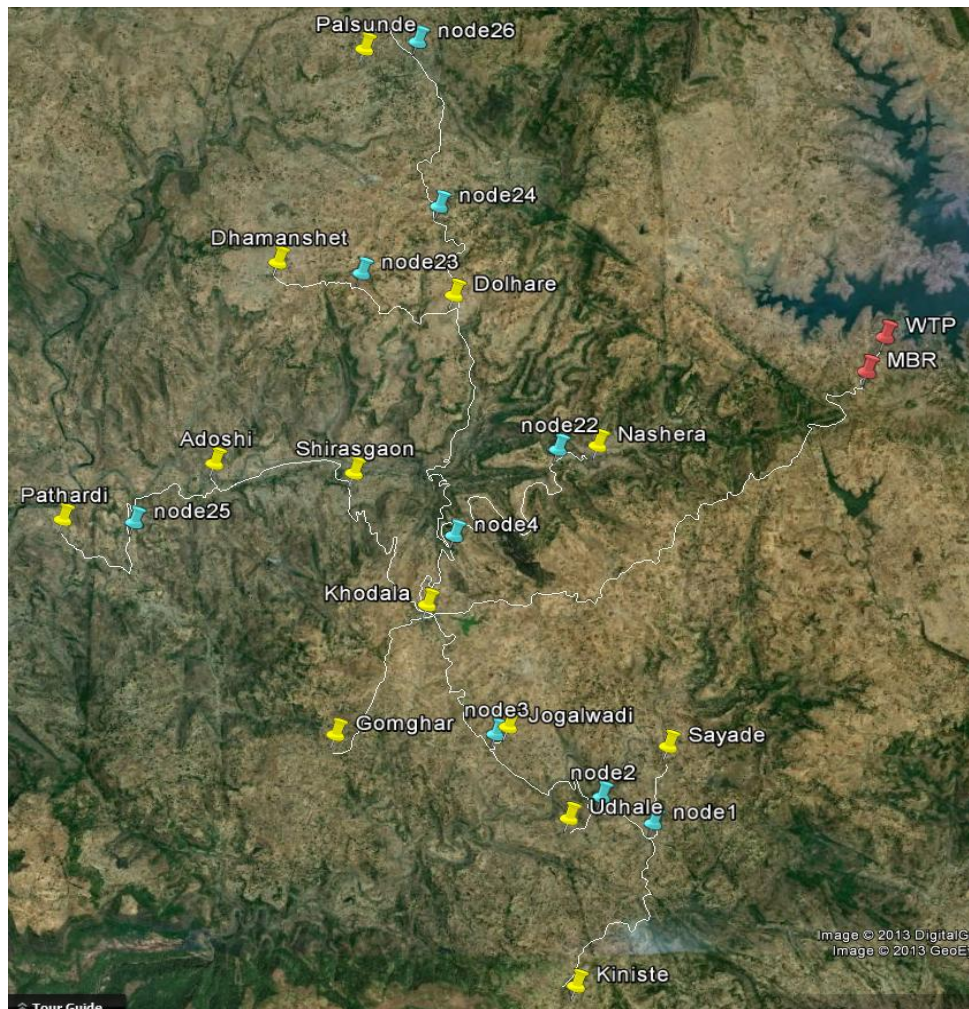 Palsunde
node26
node24
Dhamanshet
node23
Dolhare
WTP
MBR
node22
Nashera
Adoshi
Shirasgaon
Pathardi
node25
node4
Khodala
Gomghar
node3
Jogalwadi
Sayade
node2
Udhale
node1
Image © 2013 DigitalG
Image © 2013 GeoE
Kiniste
Tour Guide